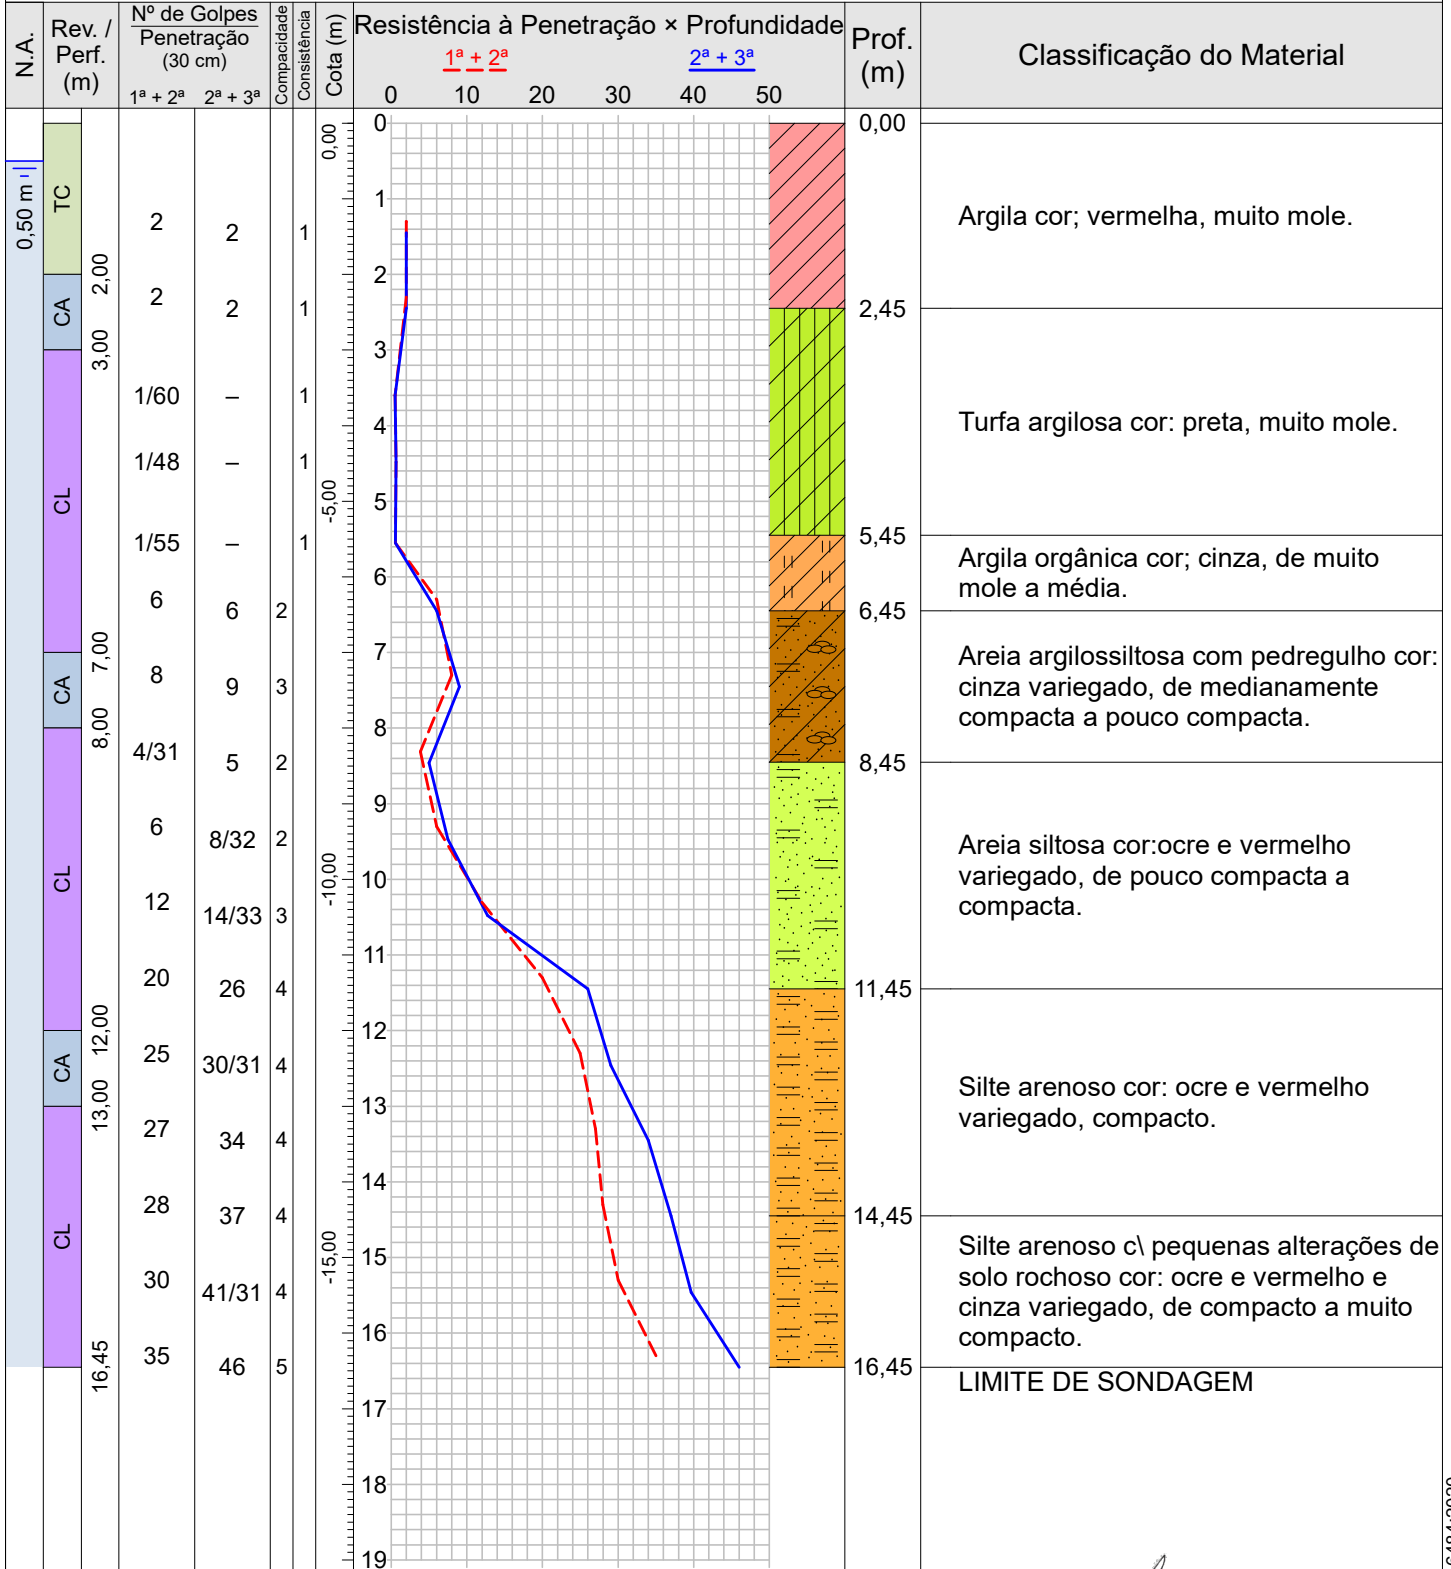 N.A.
Rev. /
Perf.
(m)
Nº de Golpes
Penetração
(30 cm)
1ª + 2ª 2ª + 3ª
Compacidade
Consistência
Cota (m)
Resistência à Penetração × Profundidade
1ª + 2ª 2ª + 3ª
0 10 20 30 40 50
Prof.
(m)
Classificação do Material
0,50 m
TC
2,00
CA
3,00
CL
7,00
CA
8,00
CL
12,00
CA
13,00
CL
16,45
2 2 1
2 2 1
1/60 – 1
1/48 – 1
1/55 – 1
6 6 2
8 9 3
4/31 5 2
6 8/32 2
12 14/33 3
20 26 4
25 30/31 4
27 34 4
28 37 4
30 41/31 4
35 46 5
0,00
-5,00
-10,00
-15,00
0
1
2
3
4
5
6
7
8
9
10
11
12
13
14
15
16
17
18
19
0,00
Argila cor; vermelha, muito mole.
2,45
Turfa argilosa cor: preta, muito mole.
5,45
Argila orgânica cor; cinza, de muito
mole a média.
6,45
Areia argilossiltosa com pedregulho cor:
cinza variegado, de medianamente
compacta a pouco compacta.
8,45
Areia siltosa cor:ocre e vermelho
variegado, de pouco compacta a
compacta.
11,45
Silte arenoso cor: ocre e vermelho
variegado, compacto.
14,45
Silte arenoso c\ pequenas alterações de
solo rochoso cor: ocre e vermelho e
cinza variegado, de compacto a muito
compacto.
16,45
LIMITE DE SONDAGEM